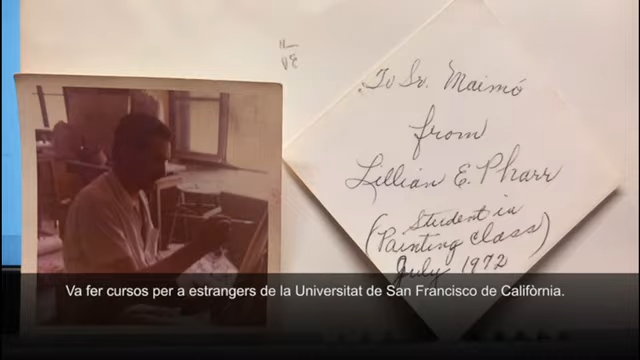 To Sr. Maimó
from
Lillian E. Pharr
(Student in
Painting class)
July 1972
Va fer cursos per a estrangers de la Universitat de San Francisco de Califòrnia.